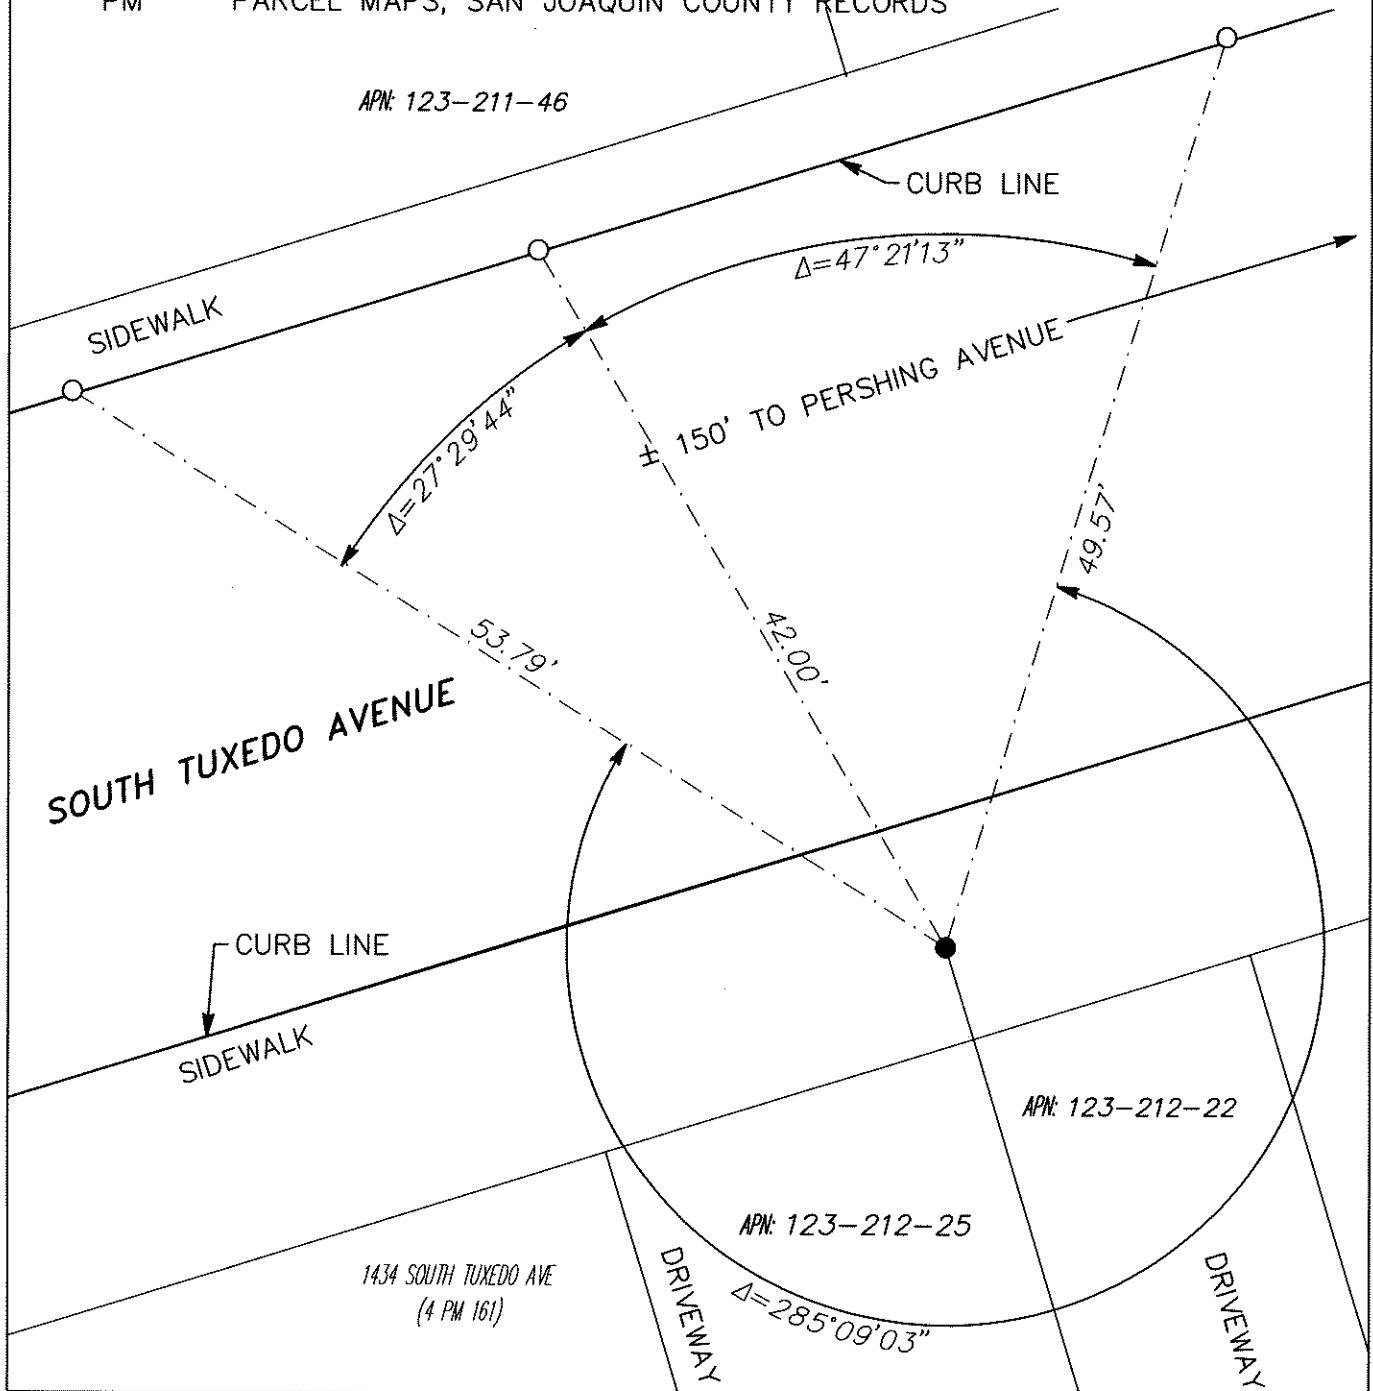 PM PARCEL MAPS, SAN JOAQUIN COUNTY RECORDS
APN: 123-211-46
CURB LINE
Δ=47°21'13"
SIDEWALK
± 150' TO PERSHING AVENUE
Δ=27°29'44"
49.57'
42.00'
53.79'
SOUTH TUXEDO AVENUE
CURB LINE
SIDEWALK
APN: 123-212-22
APN: 123-212-25
1434 SOUTH TUXEDO AVE
(4 PM 161)
DRIVEWAY
Δ=285°09'03"
DRIVEWAY